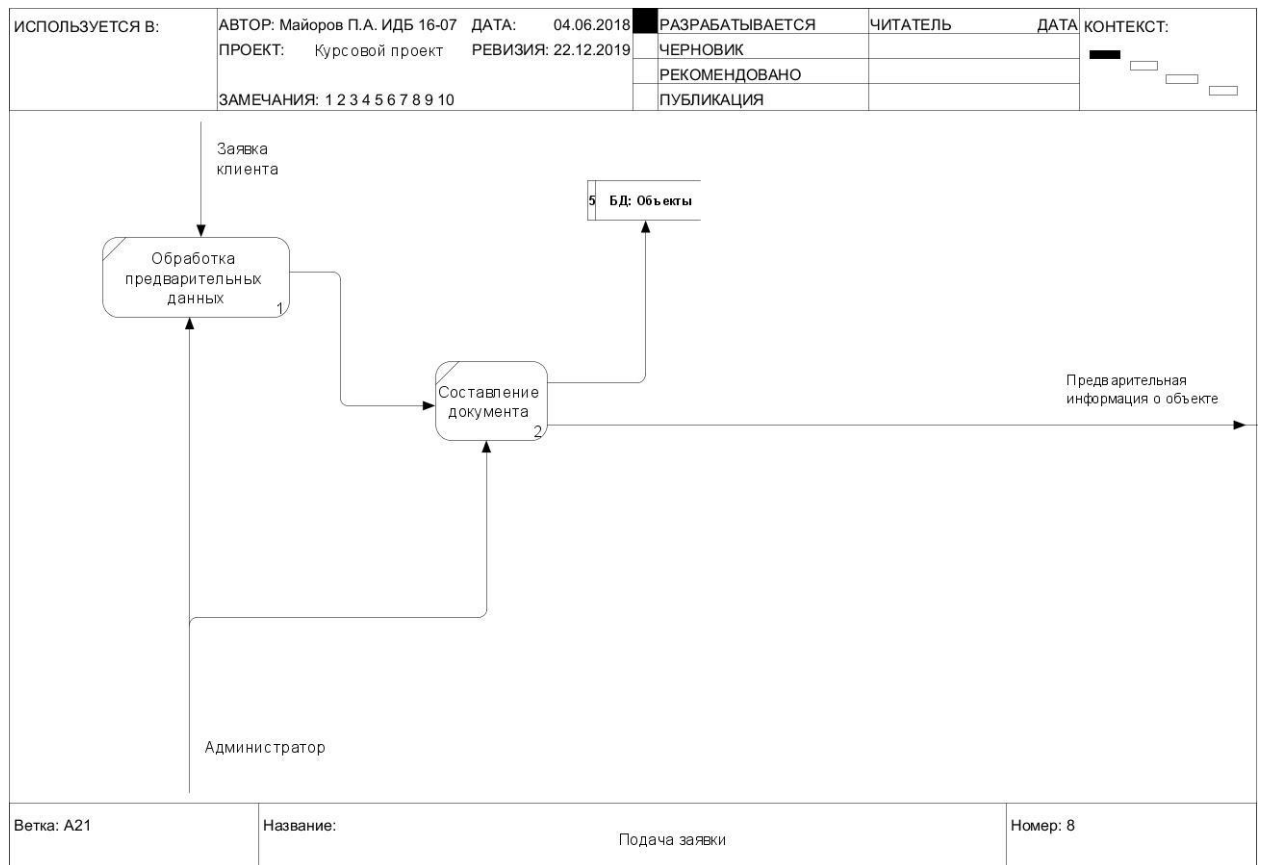 ИСПОЛЬЗУЕТСЯ В:
АВТОР: Майоров П.А. ИДБ 16-07 ДАТА: 04.06.2018
ПРОЕКТ: Курсовой проект РЕВИЗИЯ: 22.12.2019
ЗАМЕЧАНИЯ: 1 2 3 4 5 6 7 8 9 10
РАЗРАБАТЫВАЕТСЯ
ЧЕРНОВИК
РЕКОМЕНДОВАНО
ПУБЛИКАЦИЯ
ЧИТАТЕЛЬ ДАТА
КОНТЕКСТ:
Заявка
клиента
5 БД: Объекты
Обработка
предварительных
данных
1
Составление
документа
2
Предварительная
информация о объекте
Администратор
Ветка: A21
Название:
Подача заявки
Номер: 8